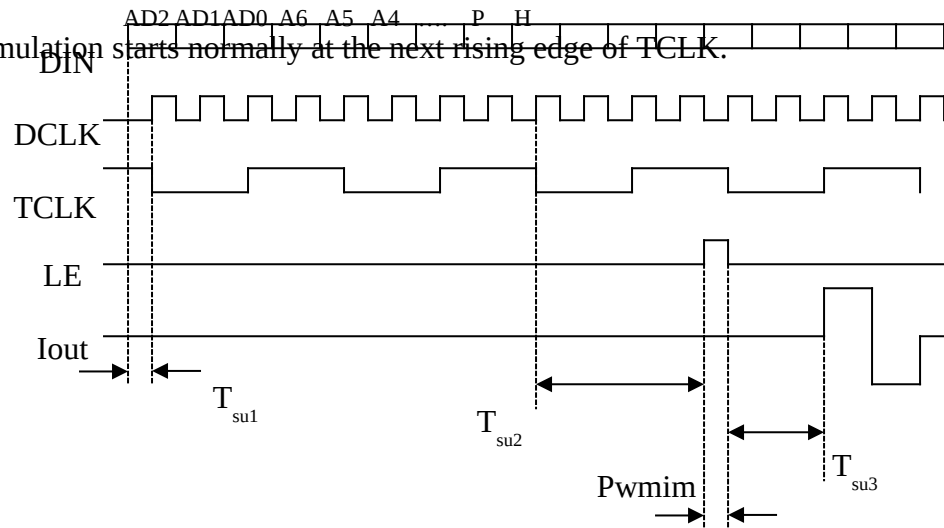 AD2 AD1 AD0 A6 A5 A4 .... P H
mulation starts normally at the next rising edge of TCLK.
DIN
DCLK
TCLK
LE
Iout
Tsu1
Tsu2
Tsu3
Pwmim